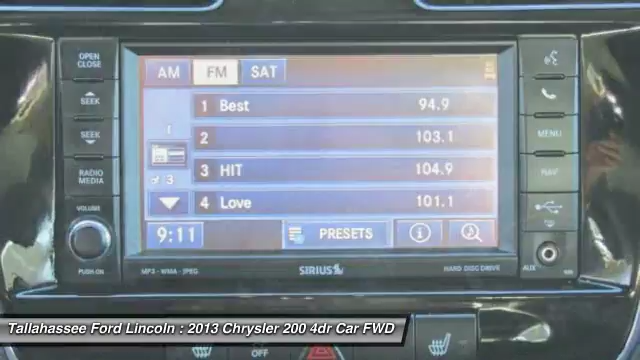 OPEN
CLOSE
SEEK
SEEK
RADIO
MEDIA
VOLUME
PUSH-ON
AM FM SAT
1 Best 94.9
2 103.1
3 HIT 104.9
4 Love 101.1
1
3
9:11 PRESETS
MENU
NAV
AUX
MP3 - WMA - JPEG SIRIUS HARD DISC DRIVE
Tallahassee Ford Lincoln : 2013 Chrysler 200 4dr Car FWD
OFF